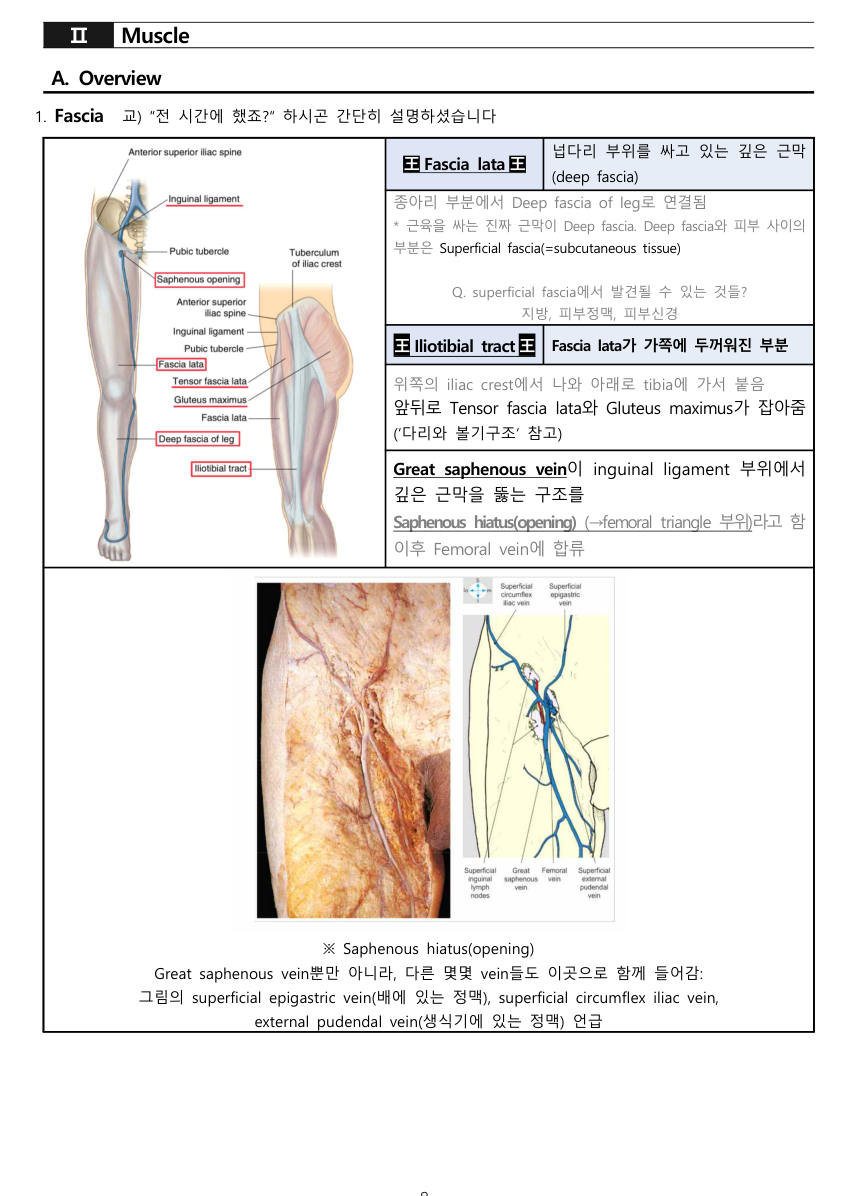 Ⅱ Muscle
A. Overview
1. Fascia 교) "전 시간에 했죠?" 하시곤 간단히 설명하셨습니다
Anterior superior iliac spine
Inguinal ligament
Pubic tubercle
Saphenous opening
Fascia lata
Tensor fascia lata
Gluteus maximus
Deep fascia of leg
Iliotibial tract
Tuberculum
of iliac crest
Anterior superior
iliac spine
Inguinal ligament
Pubic tubercle
Fascia lata
王 Fascia lata 王
넙다리 부위를 싸고 있는 깊은 근막
(deep fascia)
종아리 부분에서 Deep fascia of leg로 연결됨
* 근육을 싸는 진짜 근막이 Deep fascia. Deep fascia와 피부 사이의
부분은 Superficial fascia(=subcutaneous tissue)
Q. superficial fascia에서 발견될 수 있는 것들?
지방, 피부정맥, 피부신경
王 Iliotibial tract 王
Fascia lata가 가쪽에 두꺼워진 부분
위쪽의 iliac crest에서 나와 아래로 tibia에 가서 붙음
앞뒤로 Tensor fascia lata와 Gluteus maximus가 잡아줌
('다리와 볼기구조' 참고)
Great saphenous vein이 inguinal ligament 부위에서
깊은 근막을 뚫는 구조를
Saphenous hiatus(opening) (→femoral triangle 부위)라고 함
이후 Femoral vein에 합류
Superficial
circumflex
iliac vein
Superficial
epigastric
vein
Superficial
inguinal
lymph
nodes
Great
saphenous
vein
Femoral
vein
Superficial
external
pudendal
vein
※ Saphenous hiatus(opening)
Great saphenous vein뿐만 아니라, 다른 몇몇 vein들도 이곳으로 함께 들어감:
그림의 superficial epigastric vein(배에 있는 정맥), superficial circumflex iliac vein,
external pudendal vein(생식기에 있는 정맥) 언급